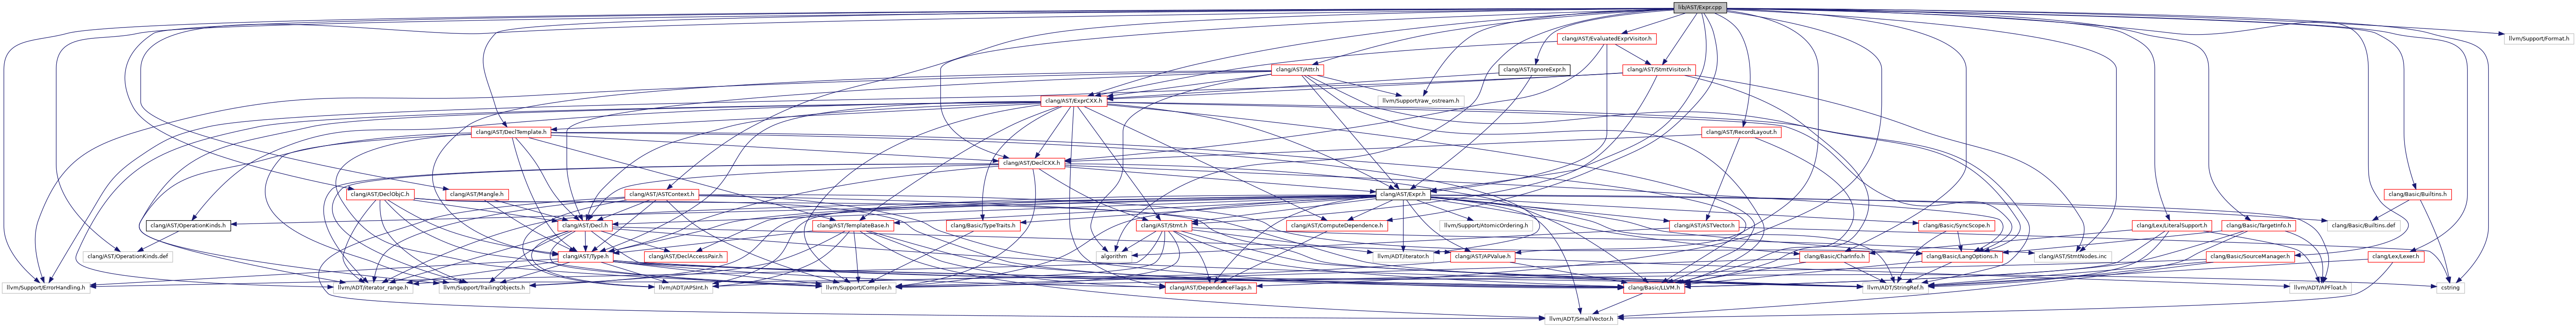 lib/AST/Expr.cpp
clang/AST/EvaluatedExprVisitor.h
llvm/Support/Format.h
clang/AST/Attr.h
clang/AST/IgnoreExpr.h
clang/AST/StmtVisitor.h
clang/AST/ExprCXX.h
llvm/Support/raw_ostream.h
clang/AST/DeclTemplate.h
clang/AST/RecordLayout.h
clang/AST/DeclCXX.h
clang/AST/DeclObjC.h
clang/AST/Mangle.h
clang/AST/ASTContext.h
clang/AST/Expr.h
clang/Basic/Builtins.h
clang/AST/OperationKinds.h
clang/AST/Decl.h
clang/AST/TemplateBase.h
clang/Basic/TypeTraits.h
clang/AST/Stmt.h
clang/AST/ComputeDependence.h
llvm/Support/AtomicOrdering.h
clang/AST/ASTVector.h
clang/Basic/SyncScope.h
clang/Lex/LiteralSupport.h
clang/Basic/TargetInfo.h
clang/Basic/Builtins.def
clang/AST/OperationKinds.def
clang/AST/Type.h
clang/AST/DeclAccessPair.h
algorithm
llvm/ADT/iterator.h
clang/AST/APValue.h
clang/Basic/CharInfo.h
clang/Basic/LangOptions.h
clang/AST/StmtNodes.inc
clang/Basic/SourceManager.h
clang/Lex/Lexer.h
llvm/Support/ErrorHandling.h
llvm/ADT/iterator_range.h
llvm/Support/TrailingObjects.h
llvm/ADT/APSInt.h
llvm/Support/Compiler.h
clang/AST/DependenceFlags.h
clang/Basic/LLVM.h
llvm/ADT/StringRef.h
llvm/ADT/APFloat.h
cstring
llvm/ADT/SmallVector.h